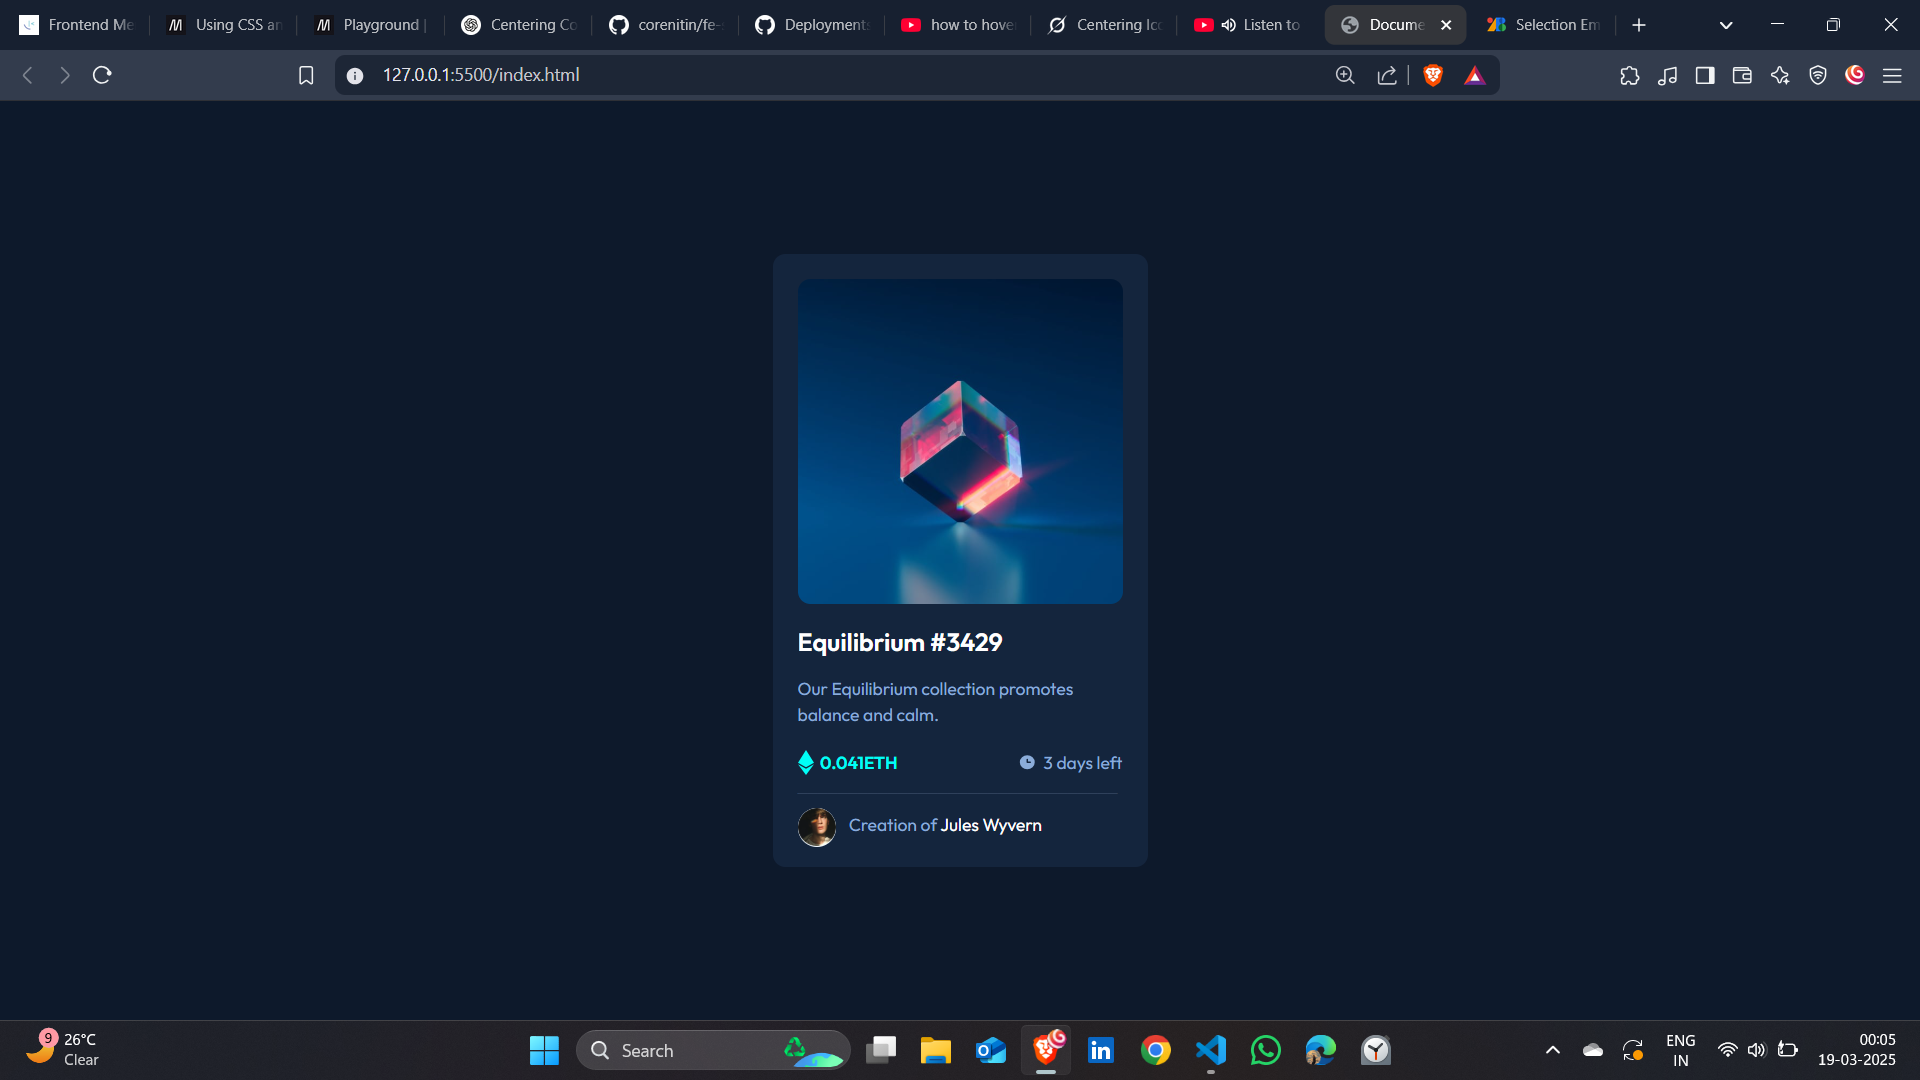 Frontend Me
Using CSS an
Playground |
Centering Co
corenitin/fe-
Deployments
how to hove
Centering Ico
Listen to
Docume
Selection Em
127.0.0.1:5500/index.html
Equilibrium #3429
Our Equilibrium collection promotes
balance and calm.
0.041ETH
3 days left
Creation of Jules Wyvern
9
26°C
Clear
Search
ENG
IN
00:05
19-03-2025